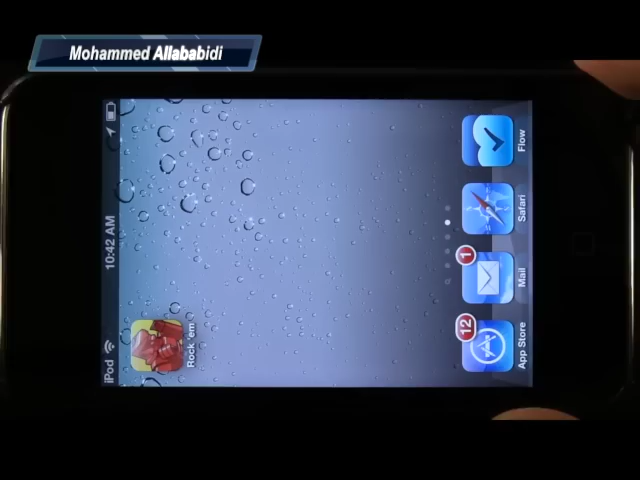 Mohammed Allababidi
iPod
10:42 AM
Rock 'em
12
App Store
1
Mail
Safari
Flow